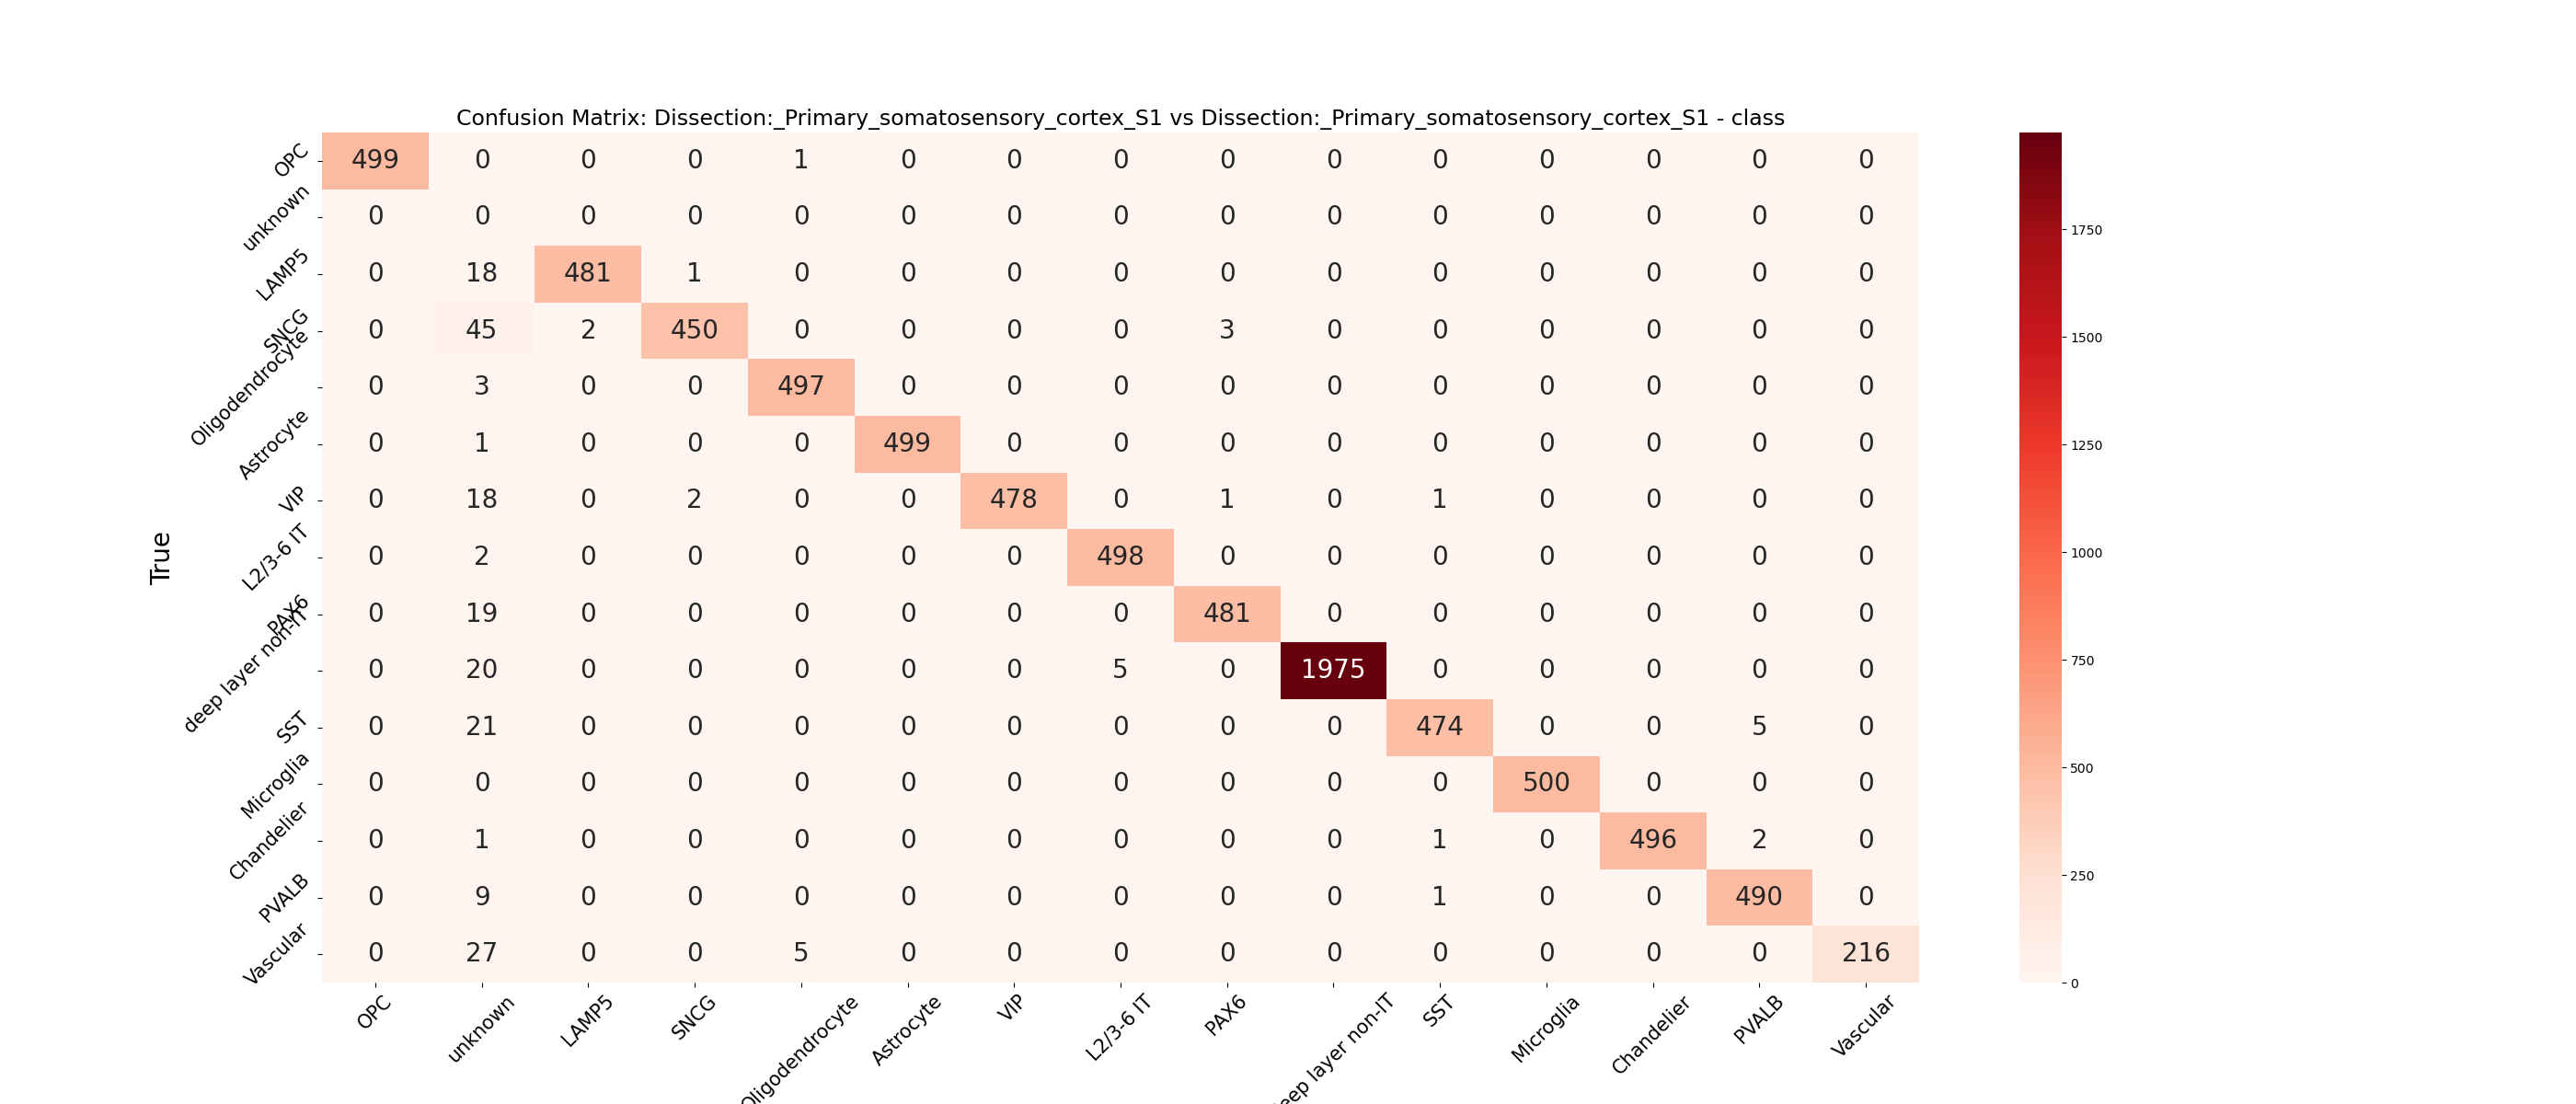 Confusion Matrix: Dissection:_Primary_somatosensory_cortex_S1 vs Dissection:_Primary_somatosensory_cortex_S1 - class
True
OPC 499 0 0 0 1 0 0 0 0 0 0 0 0 0 0
unknown 0 0 0 0 0 0 0 0 0 0 0 0 0 0 0
LAMP5 0 18 481 1 0 0 0 0 0 0 0 0 0 0 0
SNCG 0 45 2 450 0 0 0 0 3 0 0 0 0 0 0
Oligodendrocyte 0 3 0 0 497 0 0 0 0 0 0 0 0 0 0
Astrocyte 0 1 0 0 0 499 0 0 0 0 0 0 0 0 0
VIP 0 18 0 2 0 0 478 0 1 0 1 0 0 0 0
L2/3-6 IT 0 2 0 0 0 0 0 498 0 0 0 0 0 0 0
PAX6 0 19 0 0 0 0 0 0 481 0 0 0 0 0 0
deep layer non-IT 0 20 0 0 0 0 0 5 0 1975 0 0 0 0 0
SST 0 21 0 0 0 0 0 0 0 0 474 0 0 5 0
Microglia 0 0 0 0 0 0 0 0 0 0 0 500 0 0 0
Chandelier 0 1 0 0 0 0 0 0 0 0 1 0 496 2 0
PVALB 0 9 0 0 0 0 0 0 0 0 1 0 0 490 0
Vascular 0 27 0 0 5 0 0 0 0 0 0 0 0 0 216
OPC unknown LAMP5 SNCG Oligodendrocyte Astrocyte VIP L2/3-6 IT PAX6 eep layer non-IT SST Microglia Chandelier PVALB Vascular
1750
1500
1250
1000
750
500
250
0